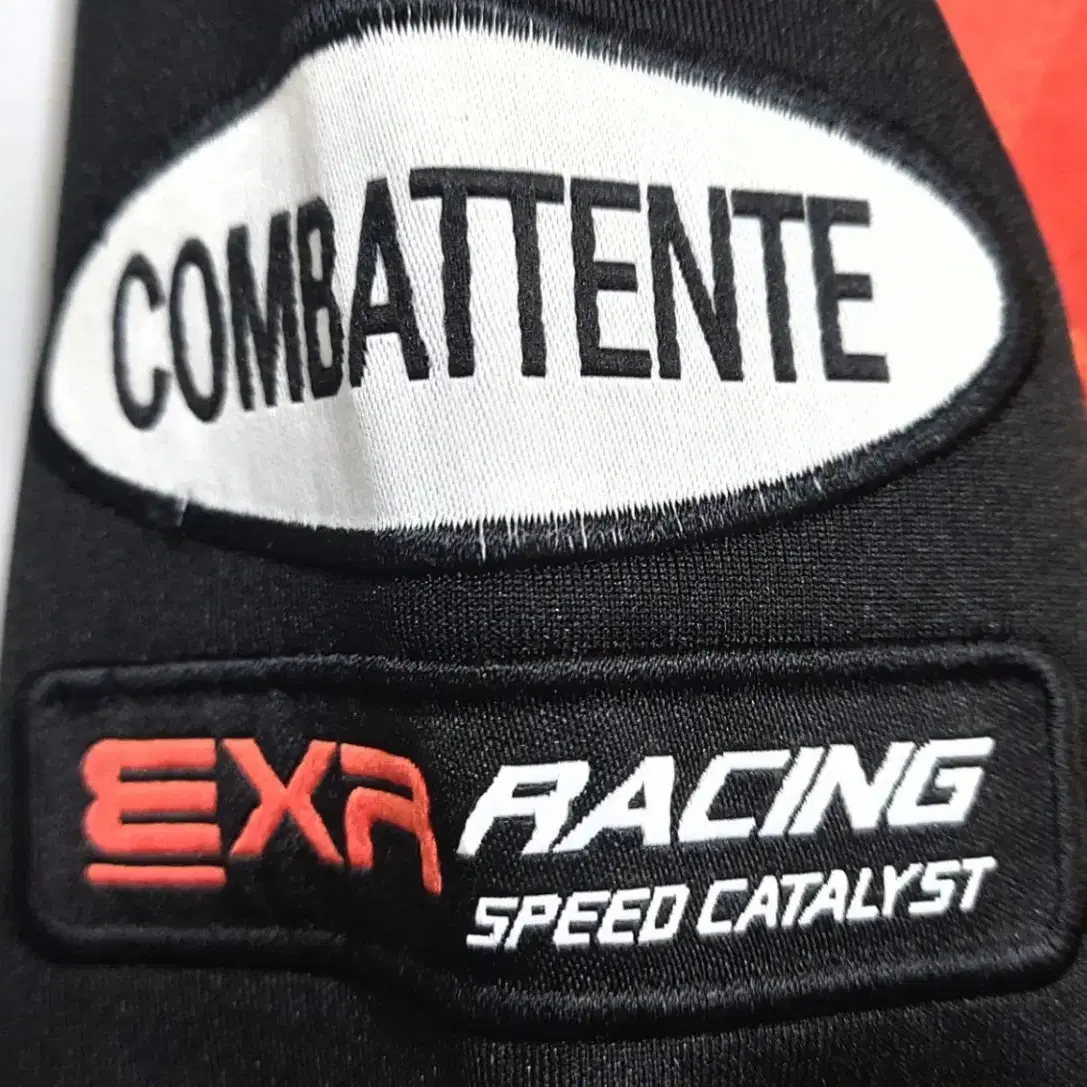 COMBATTENTE
EXR RACING
SPEED CATALYST